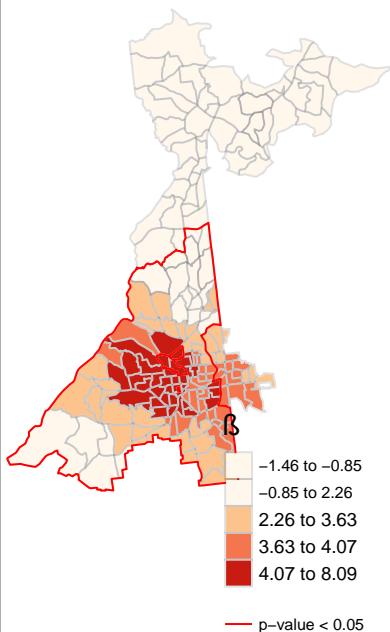 ß
−1.46 to −0.85
−0.85 to 2.26
2.26 to 3.63
3.63 to 4.07
4.07 to 8.09
p−value < 0.05